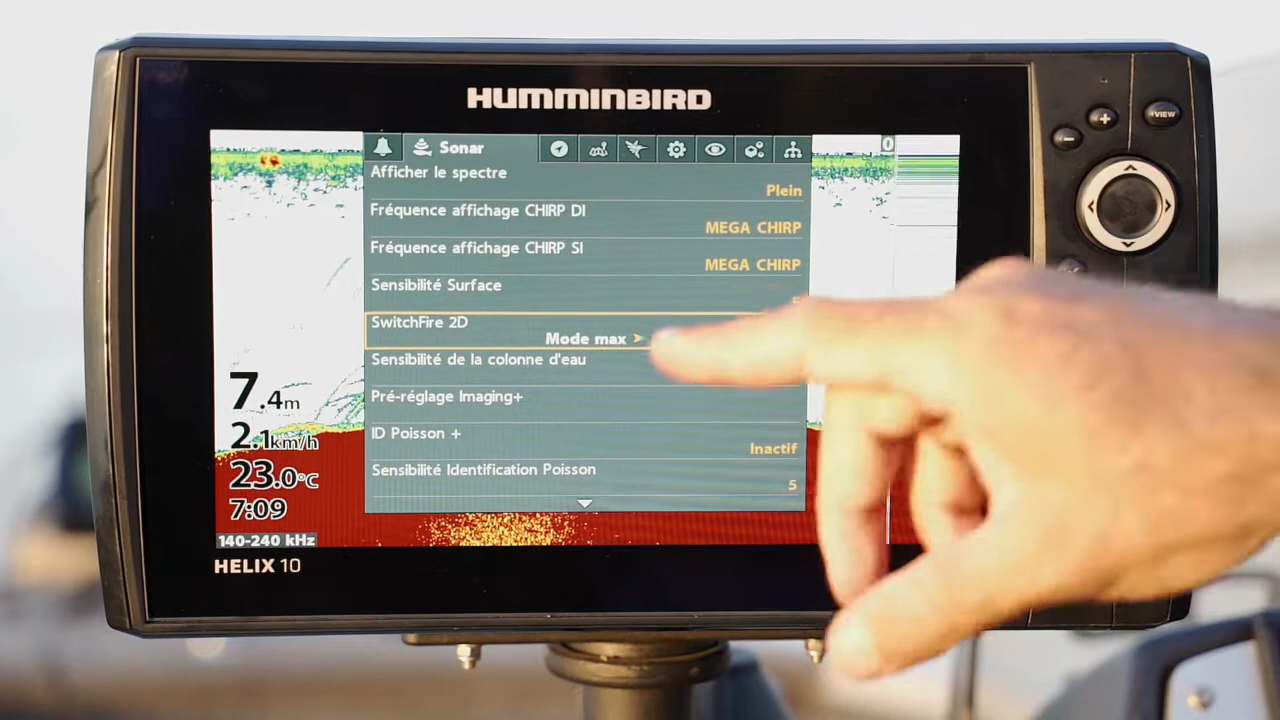 HUMMINBIRD
+VIEW
+
−
Sonar
0
Afficher le spectre
Plein
Fréquence affichage CHIRP DI
MEGA CHIRP
Fréquence affichage CHIRP SI
MEGA CHIRP
Sensibilité Surface
SwitchFire 2D
Mode max
Sensibilité de la colonne d'eau
Pré-réglage Imaging+
ID Poisson +
Inactif
Sensibilité Identification Poisson
5
7.4m
2.1km/h
23.0°C
7:09
140-240 kHz
HELIX 10